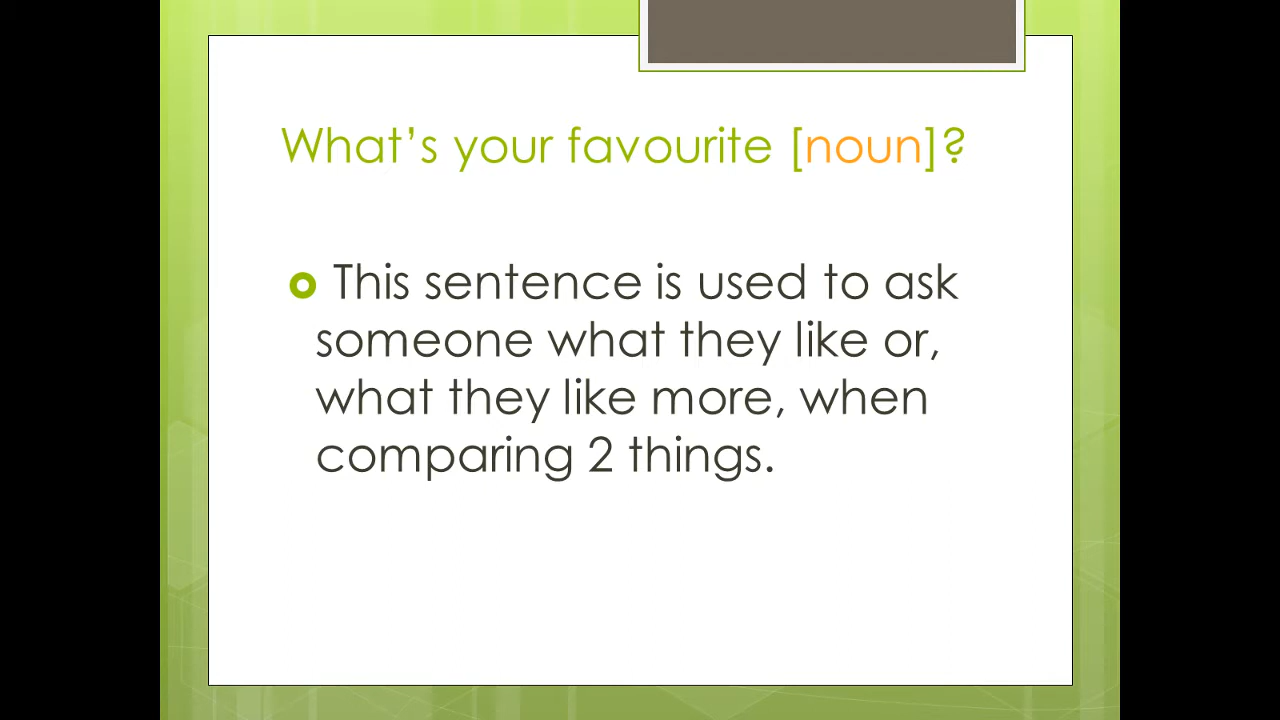 What’s your favourite [noun]?
This sentence is used to ask
someone what they like or,
what they like more, when
comparing 2 things.